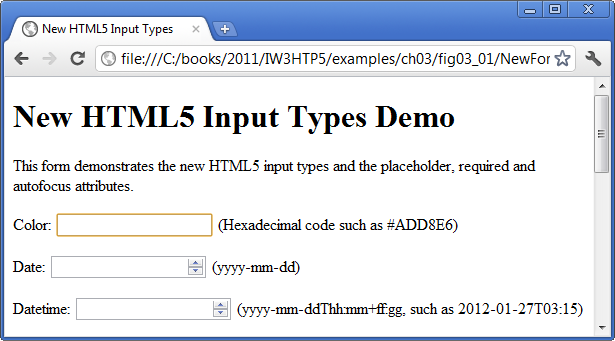 New HTML5 Input Types
file:///C:/books/2011/IW3HTP5/examples/ch03/fig03_01/NewFor
New HTML5 Input Types Demo
This form demonstrates the new HTML5 input types and the placeholder, required and
autofocus attributes.
Color: (Hexadecimal code such as #ADD8E6)
Date: (yyyy-mm-dd)
Datetime: (yyyy-mm-ddThh:mm+ff:gg, such as 2012-01-27T03:15)